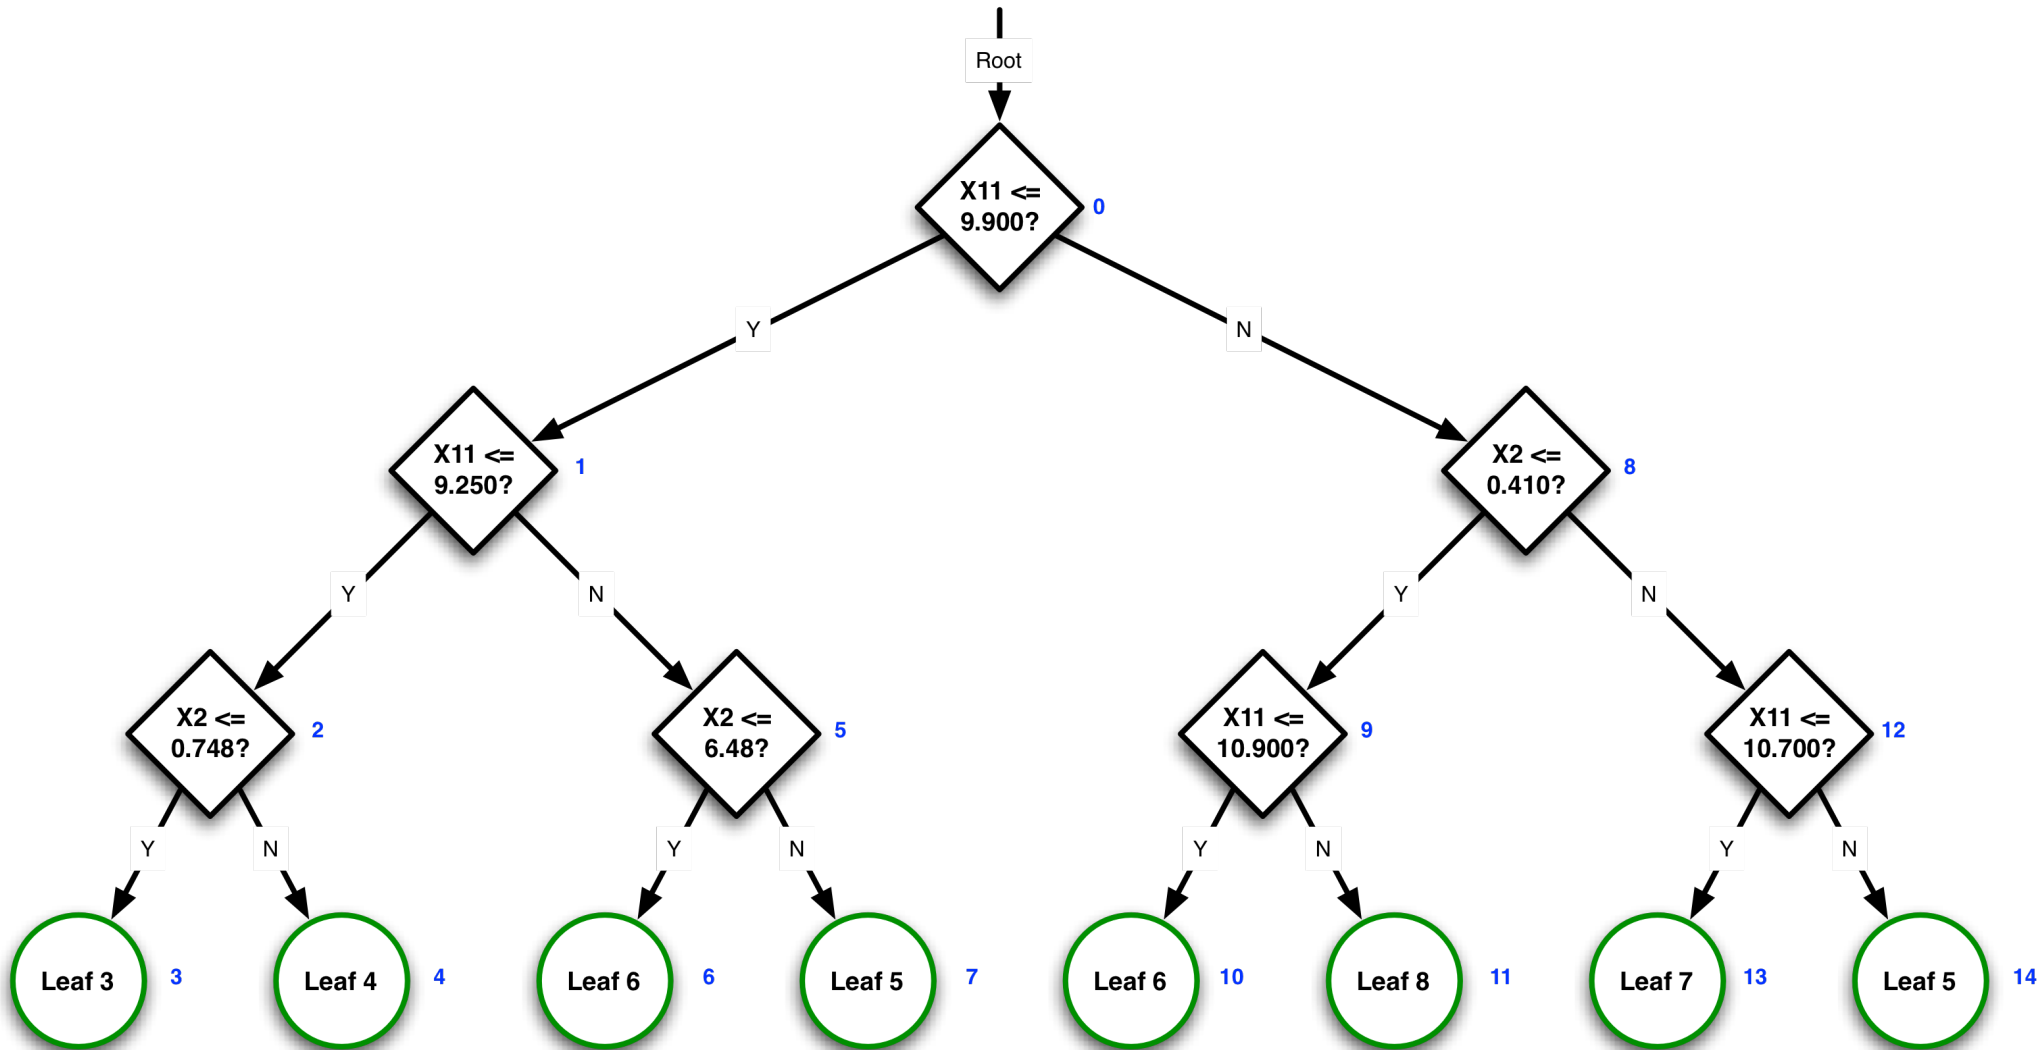 Root
X11 <=
9.900?
0
Y
N
X11 <=
9.250?
1
X2 <=
0.410?
8
Y
N
Y
N
X2 <=
0.748?
2
X2 <=
6.48?
5
X11 <=
10.900?
9
X11 <=
10.700?
12
Y
N
Y
N
Y
N
Y
N
Leaf 3
3
Leaf 4
4
Leaf 6
6
Leaf 5
7
Leaf 6
10
Leaf 8
11
Leaf 7
13
Leaf 5
14